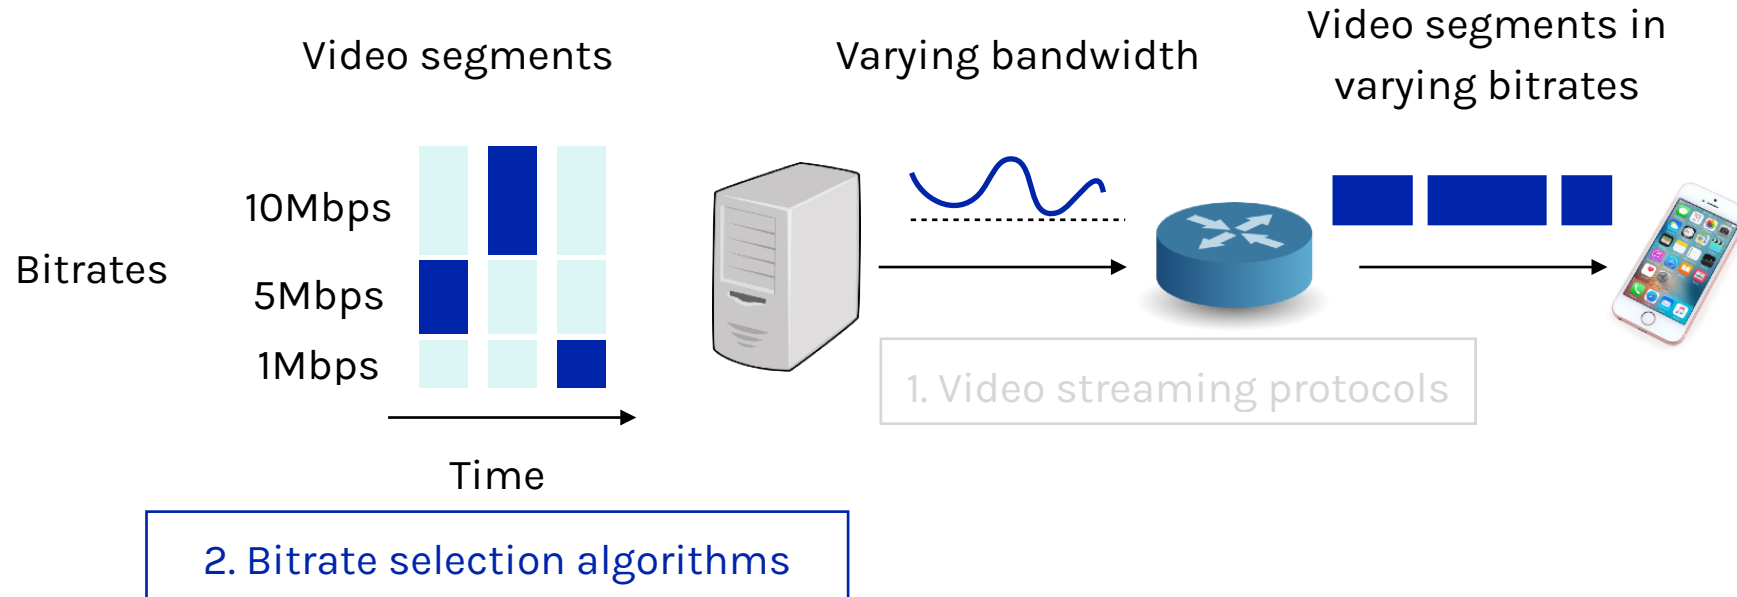 Video segments
Varying bandwidth
Video segments in
varying bitrates
Bitrates
10Mbps
5Mbps
1Mbps
Time
1. Video streaming protocols
2. Bitrate selection algorithms